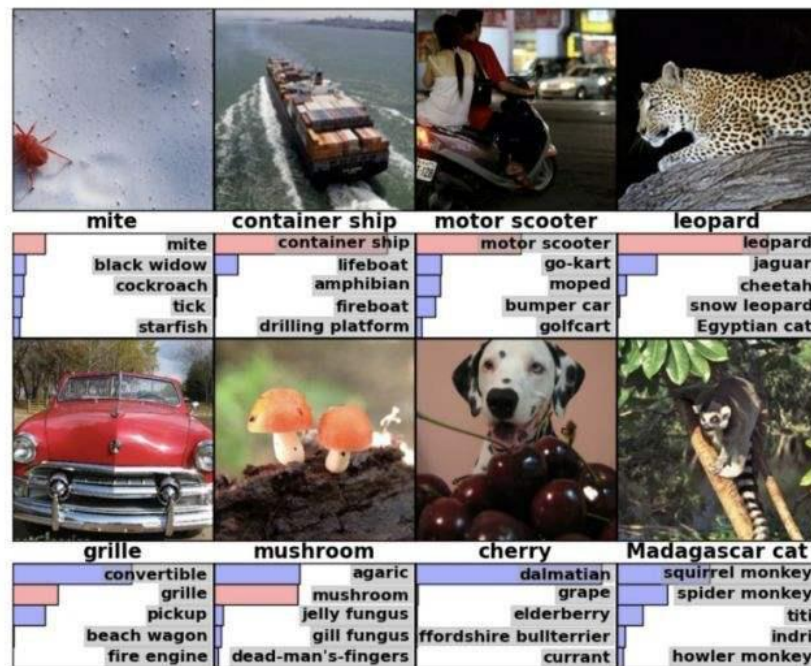 mite container ship motor scooter leopard
mite container ship motor scooter leopard
black widow lifeboat go-kart jaguar
cockroach amphibian moped cheetah
tick fireboat bumper car snow leopard
starfish drilling platform golfcart Egyptian cat
grille mushroom cherry Madagascar cat
convertible agaric dalmatian squirrel monkey
grille mushroom grape spider monkey
pickup jelly fungus elderberry titi
beach wagon gill fungus ffordshire bullterrier indri
fire engine dead-man's-fingers currant howler monkey